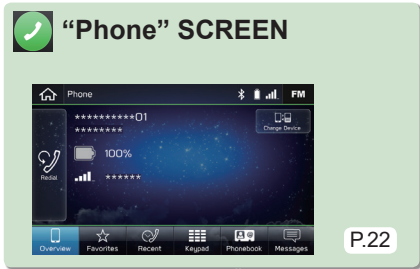 “Phone” SCREEN
Phone FM
**********01
********
Change Device
100%
Redial
******
Overview Favorites Recent Keypad Phonebook Messages
P.22